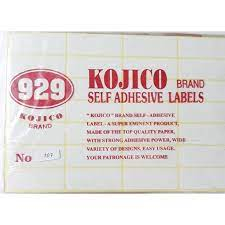 929
KOJICO
BRAND
No 107
KOJICO BRAND
SELF ADHESIVE LABELS
"KOJICO" BRAND SELF-ADHESIVE
LABEL-A SUPER EMINENT PRODUCT,
MADE OF THE TOP QUALITY PAPER,
WITH STRONG ADHESIVE POWER, WIDE
VARIETY OF DESIGNS, EASY USAGE.
YOUR PATRONAGE IS WELCOME